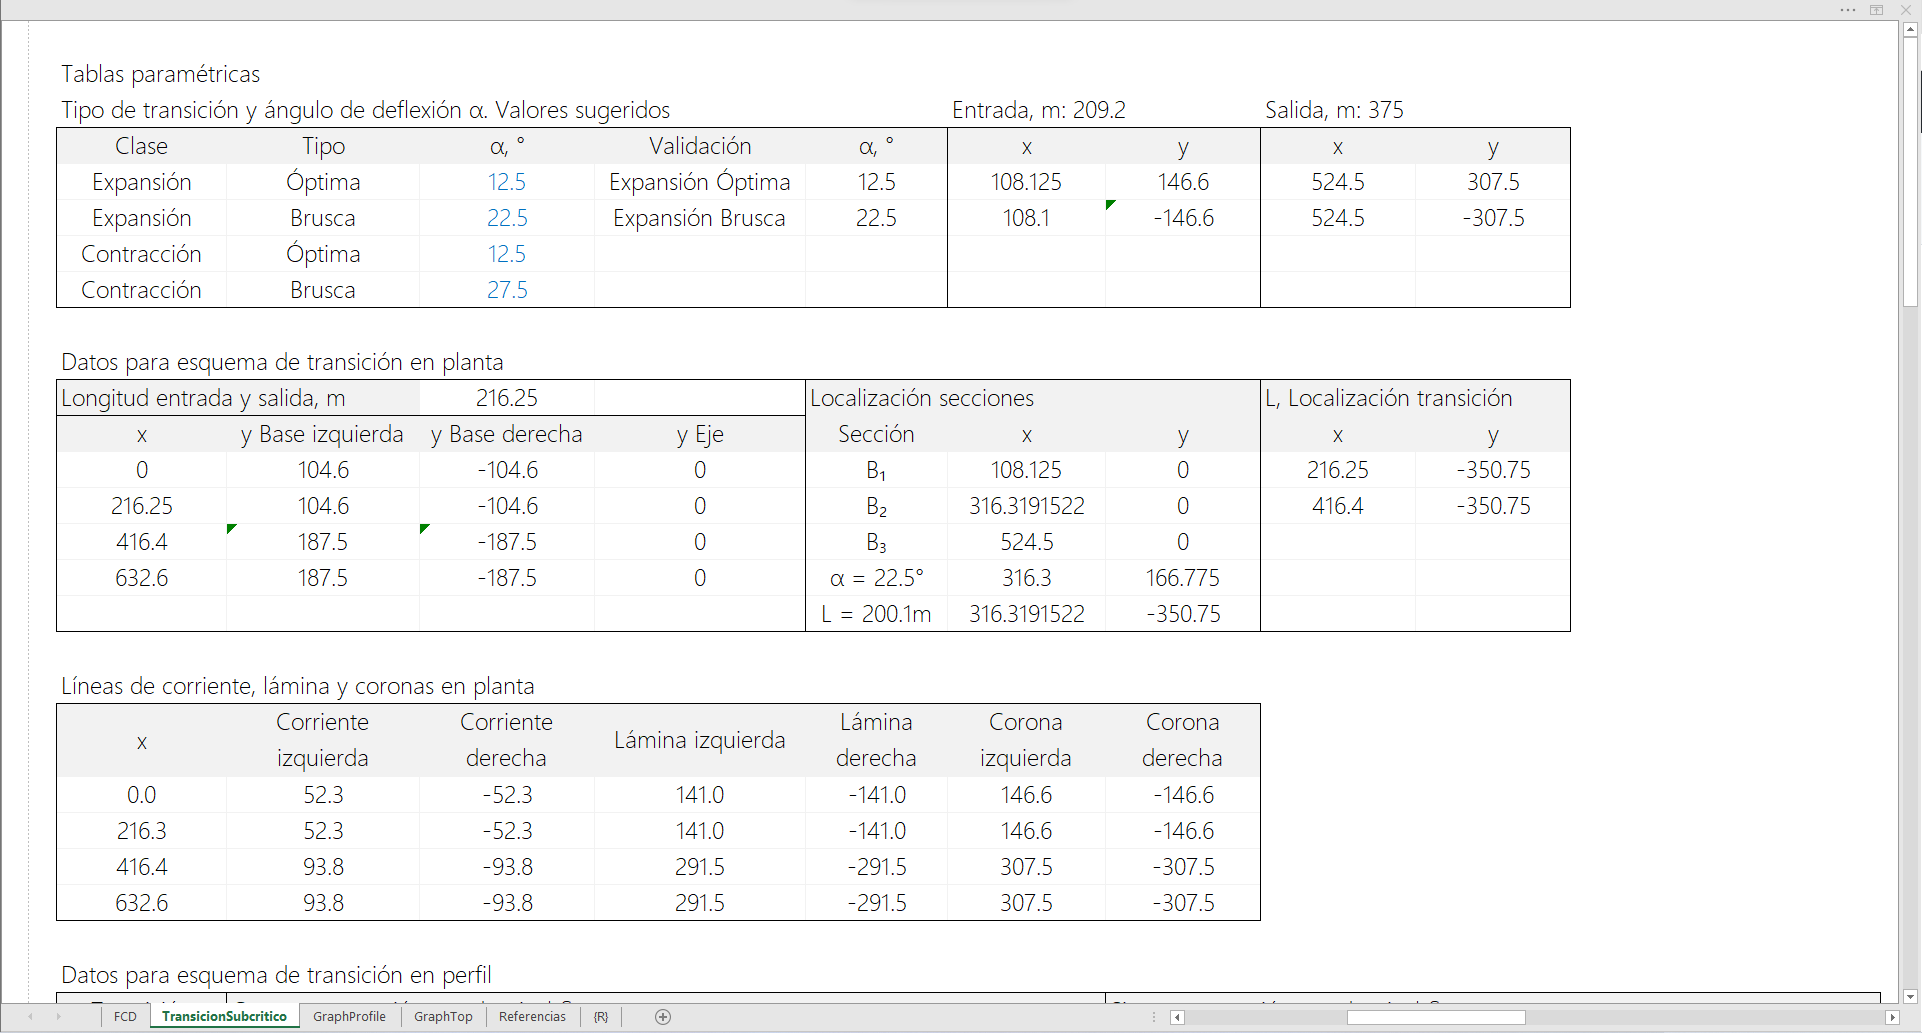 Tablas paramétricas
Tipo de transición y ángulo de deflexión α. Valores sugeridos Entrada, m: 209.2 Salida, m: 375
Clase Tipo α, ° Validación α, ° x y x y
Expansión Óptima 12.5 Expansión Óptima 12.5 108.125 146.6 524.5 307.5
Expansión Brusca 22.5 Expansión Brusca 22.5 108.1 -146.6 524.5 -307.5
Contracción Óptima 12.5
Contracción Brusca 27.5
Datos para esquema de transición en planta
Longitud entrada y salida, m 216.25 Localización secciones L, Localización transición
x y Base izquierda y Base derecha y Eje Sección x y x y
0 104.6 -104.6 0 B₁ 108.125 0 216.25 -350.75
216.25 104.6 -104.6 0 B₂ 316.3191522 0 416.4 -350.75
416.4 187.5 -187.5 0 B₃ 524.5 0
632.6 187.5 -187.5 0 α = 22.5° 316.3 166.775
L = 200.1m 316.3191522 -350.75
Líneas de corriente, lámina y coronas en planta
x Corriente izquierda Corriente derecha Lámina izquierda Lámina derecha Corona izquierda Corona derecha
0.0 52.3 -52.3 141.0 -141.0 146.6 -146.6
216.3 52.3 -52.3 141.0 -141.0 146.6 -146.6
416.4 93.8 -93.8 291.5 -291.5 307.5 -307.5
632.6 93.8 -93.8 291.5 -291.5 307.5 -307.5
Datos para esquema de transición en perfil
FCD TransicionSubcritico GraphProfile GraphTop Referencias {R}